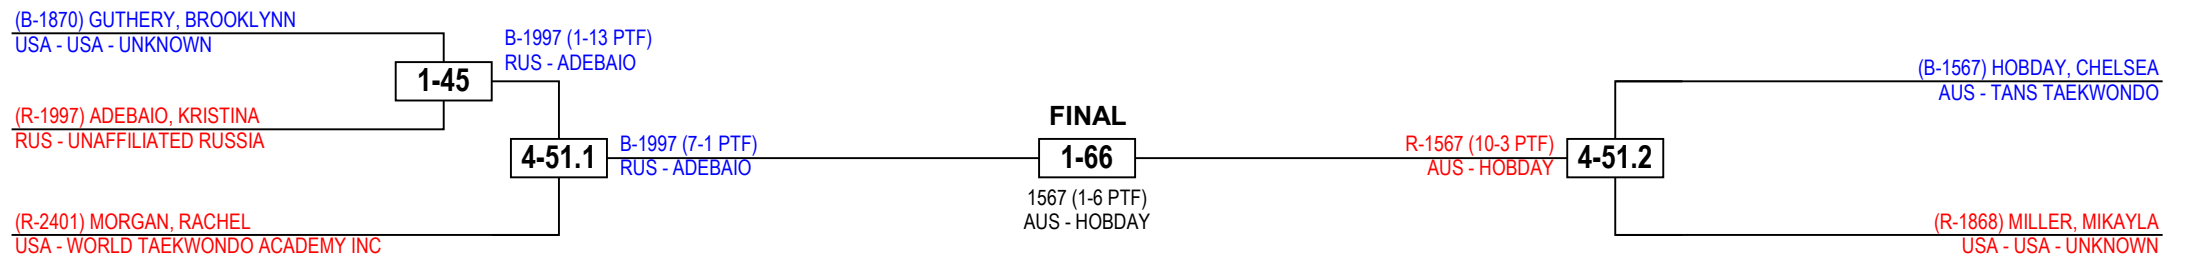 (B-1870) GUTHERY, BROOKLYNN
USA - USA - UNKNOWN
B-1997 (1-13 PTF)
RUS - ADEBAIO
1-45
(R-1997) ADEBAIO, KRISTINA
RUS - UNAFFILIATED RUSSIA
4-51.1
B-1997 (7-1 PTF)
RUS - ADEBAIO
(R-2401) MORGAN, RACHEL
USA - WORLD TAEKWONDO ACADEMY INC
FINAL
1-66
1567 (1-6 PTF)
AUS - HOBDAY
R-1567 (10-3 PTF)
AUS - HOBDAY
4-51.2
(B-1567) HOBDAY, CHELSEA
AUS - TANS TAEKWONDO
(R-1868) MILLER, MIKAYLA
USA - USA - UNKNOWN